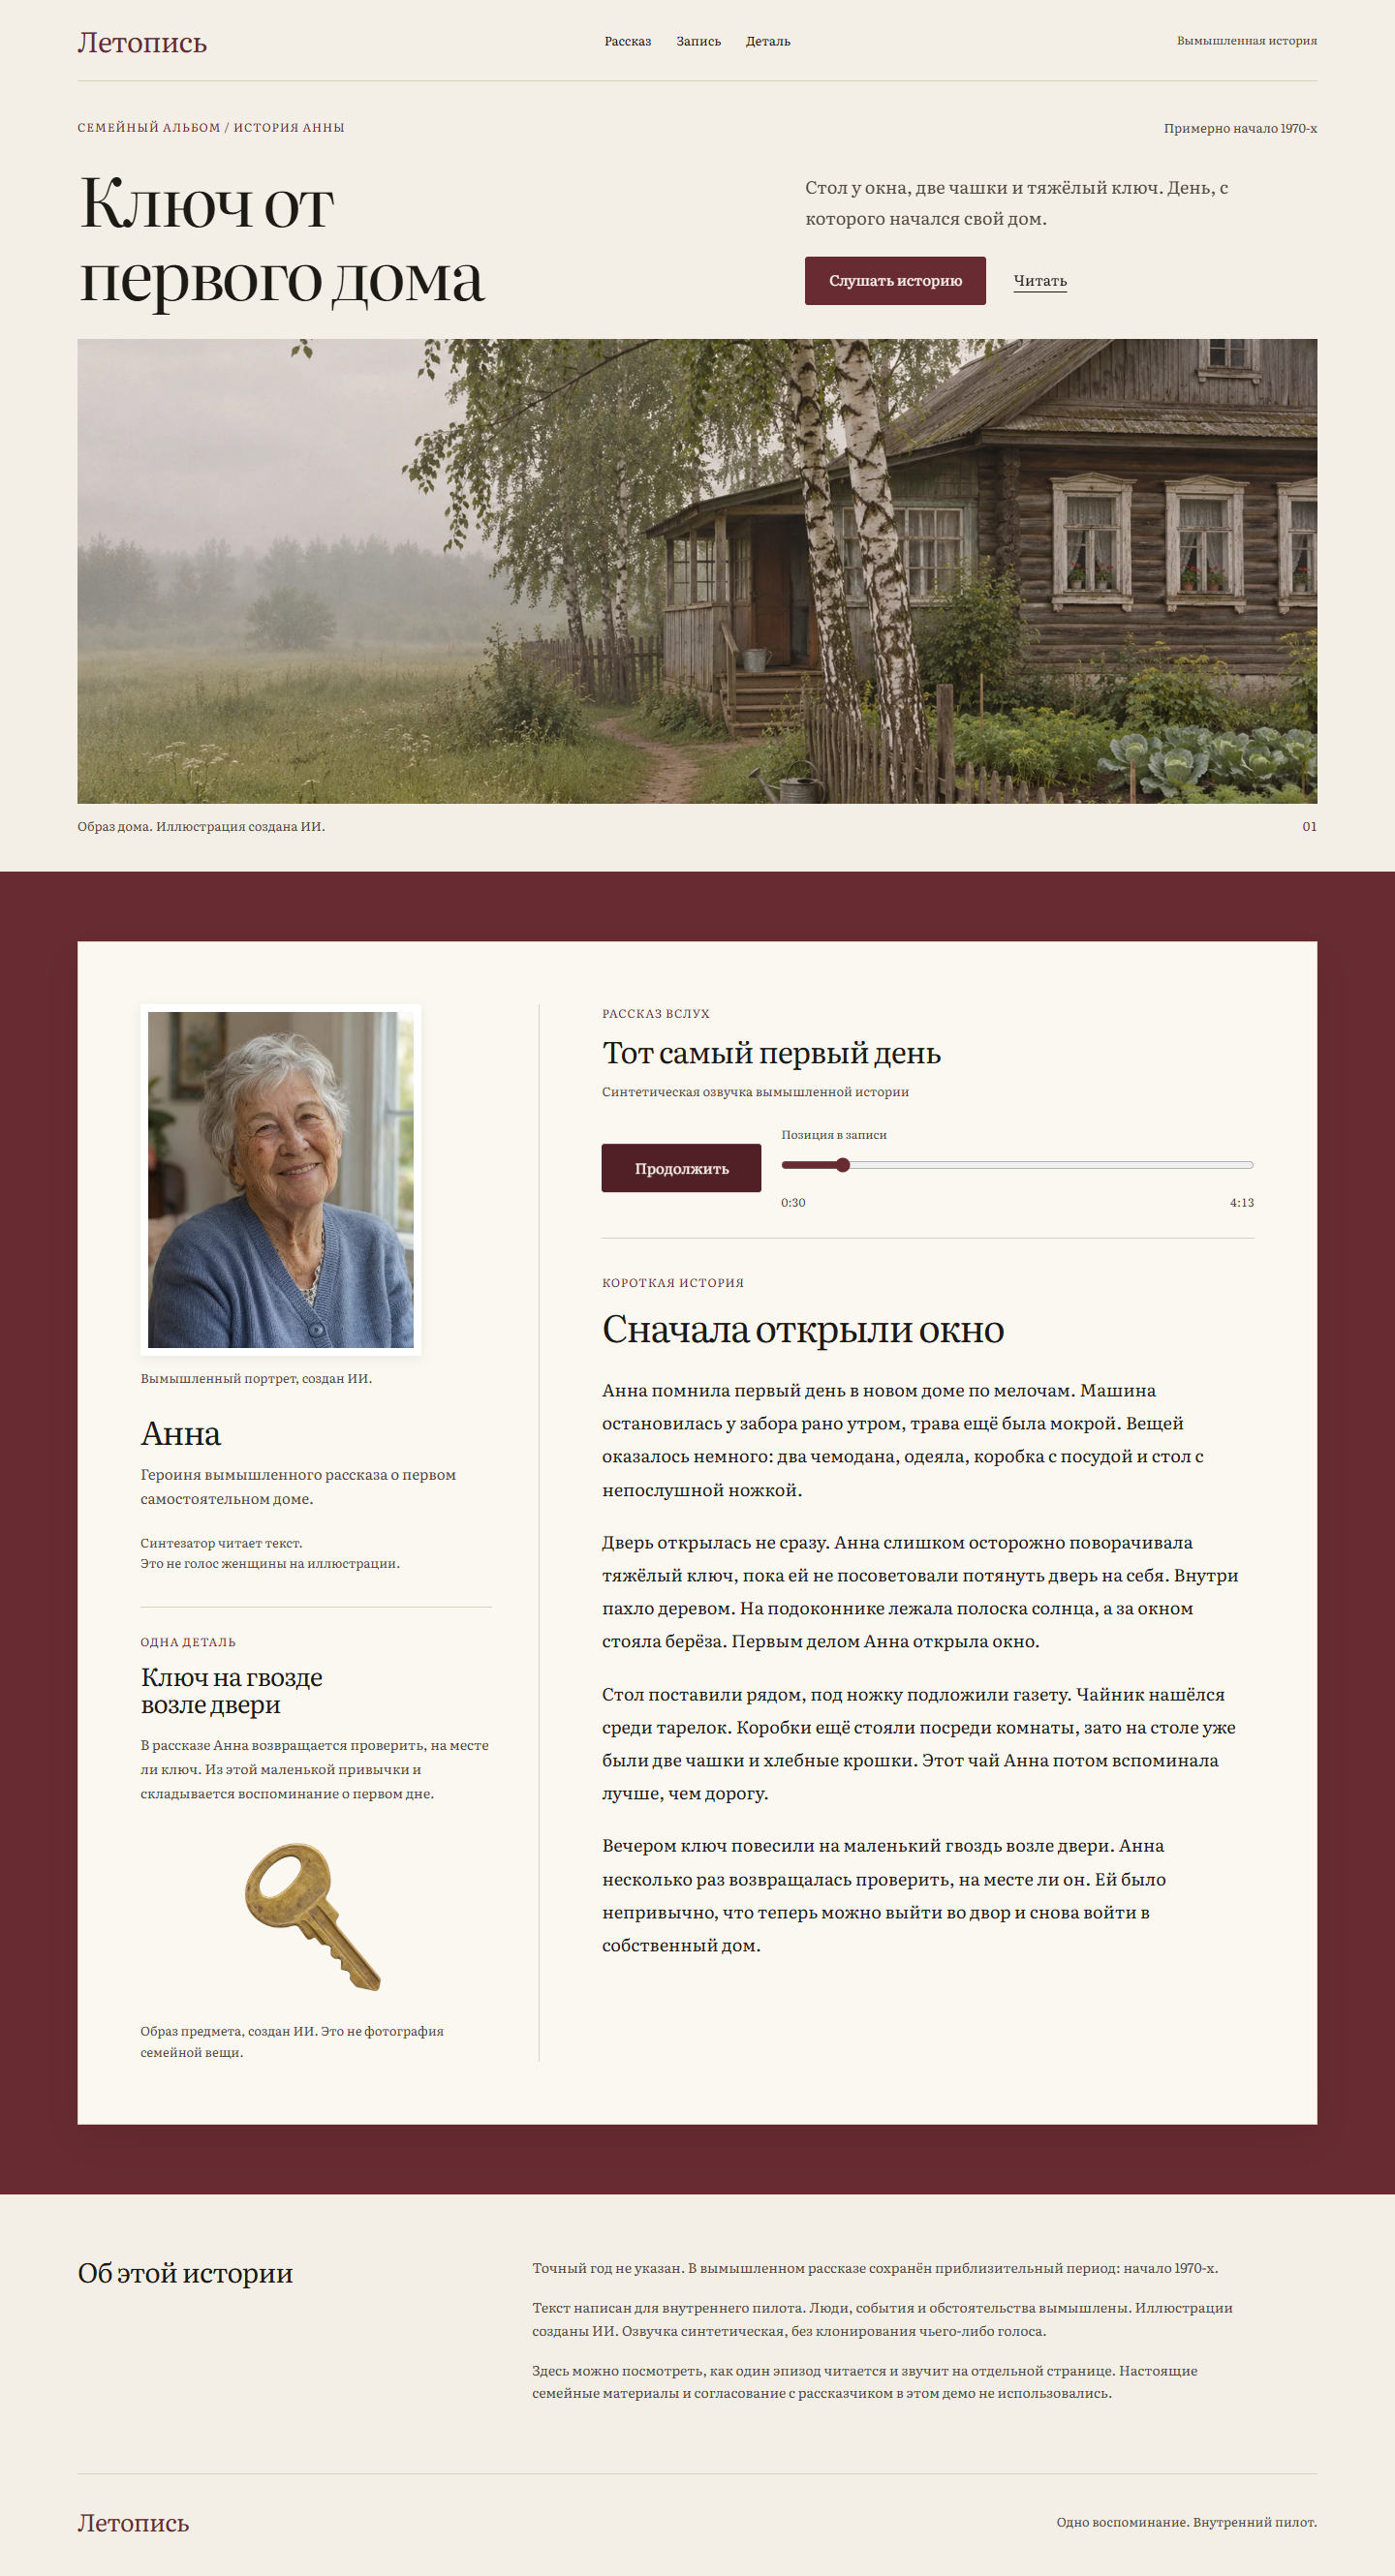 Летопись
Рассказ Запись Деталь
Вымышленная история
СЕМЕЙНЫЙ АЛЬБОМ / ИСТОРИЯ АННЫ
Примерно начало 1970-х
Ключ от
первого дома
Стол у окна, две чашки и тяжёлый ключ. День, с
которого начался свой дом.
Слушать историю
Читать
Образ дома. Иллюстрация создана ИИ.
01
Вымышленный портрет, создан ИИ.
Анна
Героиня вымышленного рассказа о первом
самостоятельном доме.
Синтезатор читает текст.
Это не голос женщины на иллюстрации.
ОДНА ДЕТАЛЬ
Ключ на гвозде
возле двери
В рассказе Анна возвращается проверить, на месте
ли ключ. Из этой маленькой привычки и
складывается воспоминание о первом дне.
Образ предмета, создан ИИ. Это не фотография
семейной вещи.
РАССКАЗ ВСЛУХ
Тот самый первый день
Синтетическая озвучка вымышленной истории
Продолжить
Позиция в записи
0:30
4:13
КОРОТКАЯ ИСТОРИЯ
Сначала открыли окно
Анна помнила первый день в новом доме по мелочам. Машина
остановилась у забора рано утром, трава ещё была мокрой. Вещей
оказалось немного: два чемодана, одеяла, коробка с посудой и стол с
непослушной ножкой.
Дверь открылась не сразу. Анна слишком осторожно поворачивала
тяжёлый ключ, пока ей не посоветовали потянуть дверь на себя. Внутри
пахло деревом. На подоконнике лежала полоска солнца, а за окном
стояла берёза. Первым делом Анна открыла окно.
Стол поставили рядом, под ножку подложили газету. Чайник нашёлся
среди тарелок. Коробки ещё стояли посреди комнаты, зато на столе уже
были две чашки и хлебные крошки. Этот чай Анна потом вспоминала
лучше, чем дорогу.
Вечером ключ повесили на маленький гвоздь возле двери. Анна
несколько раз возвращалась проверить, на месте ли он. Ей было
непривычно, что теперь можно выйти во двор и снова войти в
собственный дом.
Об этой истории
Точный год не указан. В вымышленном рассказе сохранён приблизительный период: начало 1970-х.
Текст написан для внутреннего пилота. Люди, события и обстоятельства вымышлены. Иллюстрации
созданы ИИ. Озвучка синтетическая, без клонирования чьего-либо голоса.
Здесь можно посмотреть, как один эпизод читается и звучит на отдельной странице. Настоящие
семейные материалы и согласование с рассказчиком в этом демо не использовались.
Летопись
Одно воспоминание. Внутренний пилот.